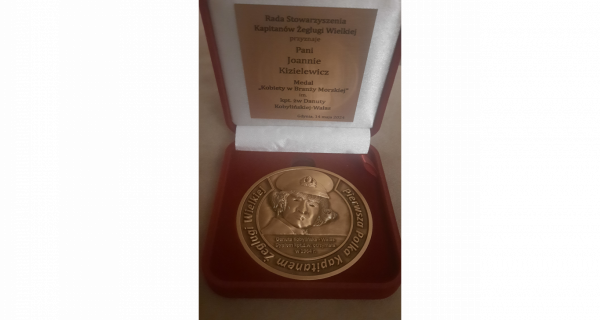 Rada Stowarzyszenia
Kapitanów Żeglugi Wielkiej
przyznaje
Pani
Joannie
Kizielewicz
Medal
„Kobiety w Branży Morskiej”
im.
kpt. żw Danuty
Kobylińskiej Walas
Pierwsza Polka Kapitanem Żeglugi Wielkiej